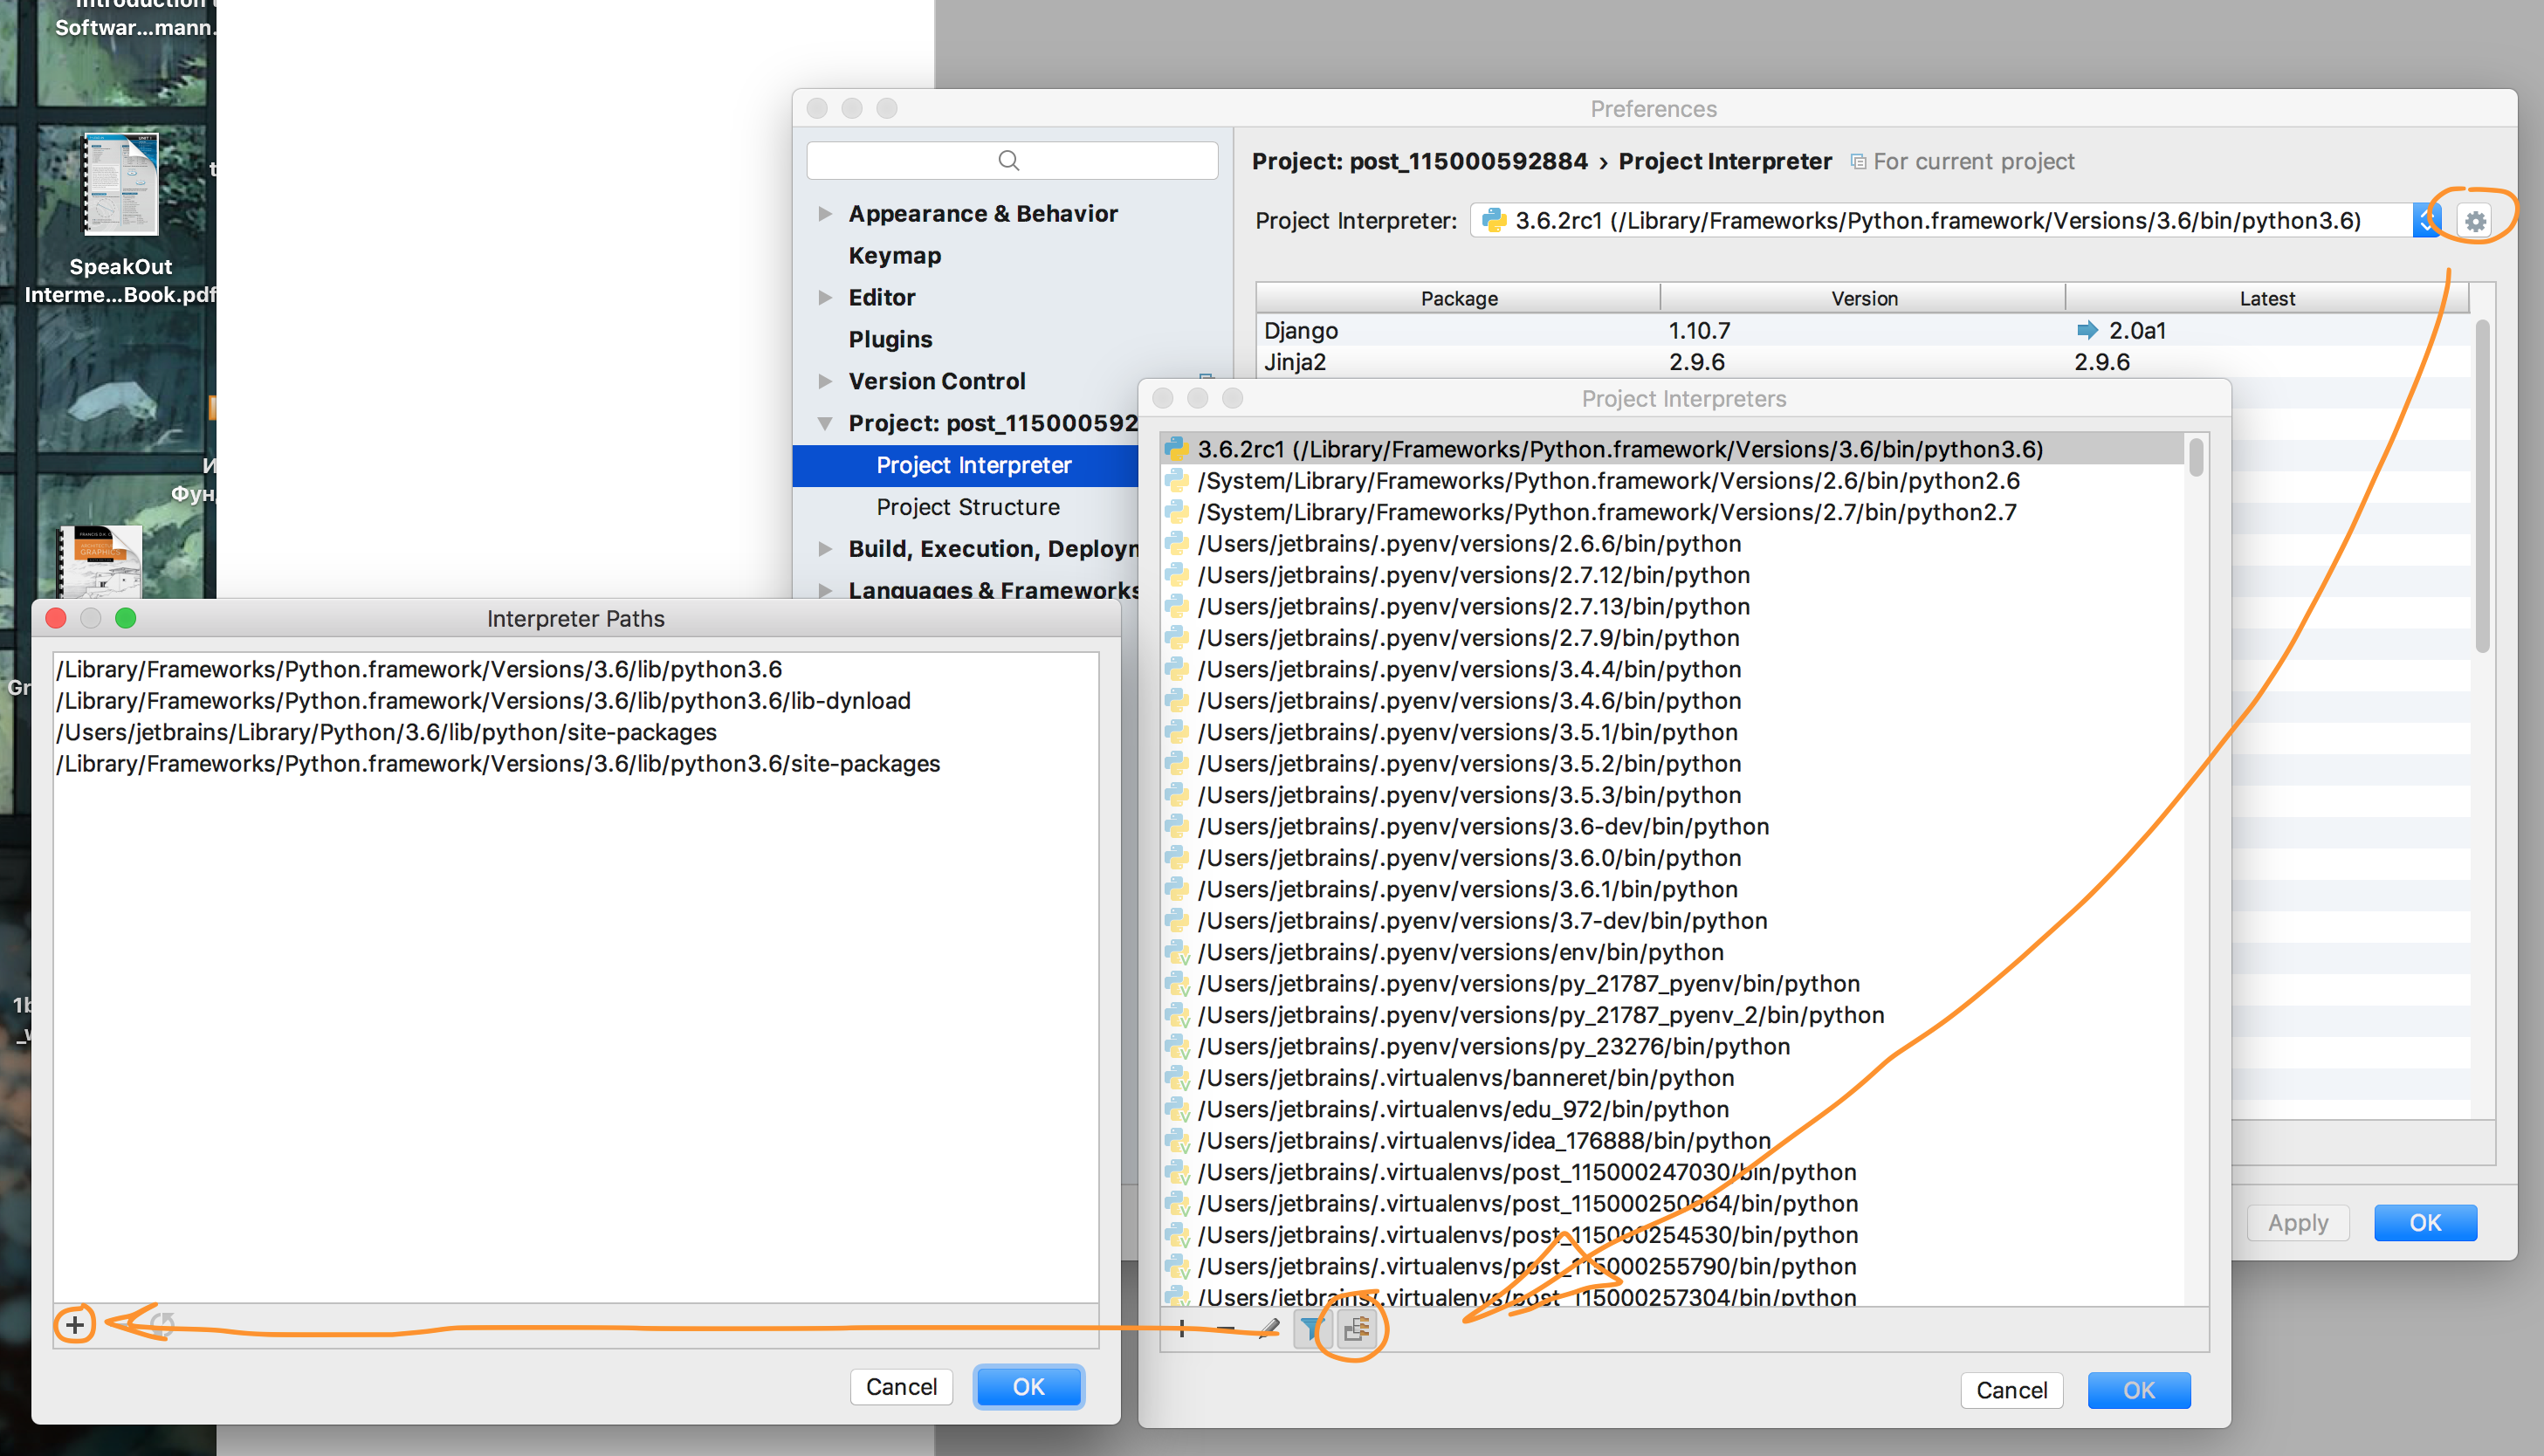 Introduction
Softwar...mann.
SpeakOut
Interme...Book.pdf
Preferences
Project: post_115000592884 › Project Interpreter For current project
Project Interpreter: 3.6.2rc1 (/Library/Frameworks/Python.framework/Versions/3.6/bin/python3.6)
Appearance & Behavior
Keymap
Editor
Plugins
Version Control
Project: post_115000592
Project Interpreter
Project Structure
Build, Execution, Deployn
Languages & Frameworks
Package Version Latest
Django 1.10.7 2.0a1
Jinja2 2.9.6 2.9.6
Apply OK
Project Interpreters
3.6.2rc1 (/Library/Frameworks/Python.framework/Versions/3.6/bin/python3.6)
/System/Library/Frameworks/Python.framework/Versions/2.6/bin/python2.6
/System/Library/Frameworks/Python.framework/Versions/2.7/bin/python2.7
/Users/jetbrains/.pyenv/versions/2.6.6/bin/python
/Users/jetbrains/.pyenv/versions/2.7.12/bin/python
/Users/jetbrains/.pyenv/versions/2.7.13/bin/python
/Users/jetbrains/.pyenv/versions/2.7.9/bin/python
/Users/jetbrains/.pyenv/versions/3.4.4/bin/python
/Users/jetbrains/.pyenv/versions/3.4.6/bin/python
/Users/jetbrains/.pyenv/versions/3.5.1/bin/python
/Users/jetbrains/.pyenv/versions/3.5.2/bin/python
/Users/jetbrains/.pyenv/versions/3.5.3/bin/python
/Users/jetbrains/.pyenv/versions/3.6-dev/bin/python
/Users/jetbrains/.pyenv/versions/3.6.0/bin/python
/Users/jetbrains/.pyenv/versions/3.6.1/bin/python
/Users/jetbrains/.pyenv/versions/3.7-dev/bin/python
/Users/jetbrains/.pyenv/versions/env/bin/python
/Users/jetbrains/.pyenv/versions/py_21787_pyenv/bin/python
/Users/jetbrains/.pyenv/versions/py_21787_pyenv_2/bin/python
/Users/jetbrains/.pyenv/versions/py_23276/bin/python
/Users/jetbrains/.virtualenvs/banneret/bin/python
/Users/jetbrains/.virtualenvs/edu_972/bin/python
/Users/jetbrains/.virtualenvs/idea_176888/bin/python
/Users/jetbrains/.virtualenvs/post_115000247030/bin/python
/Users/jetbrains/.virtualenvs/post_115000250664/bin/python
/Users/jetbrains/.virtualenvs/post_115000254530/bin/python
/Users/jetbrains/.virtualenvs/post_115000255790/bin/python
/Users/jetbrains/.virtualenvs/post_115000257304/bin/python
Cancel OK
Interpreter Paths
/Library/Frameworks/Python.framework/Versions/3.6/lib/python3.6
/Library/Frameworks/Python.framework/Versions/3.6/lib/python3.6/lib-dynload
/Users/jetbrains/Library/Python/3.6/lib/python/site-packages
/Library/Frameworks/Python.framework/Versions/3.6/lib/python3.6/site-packages
Cancel OK